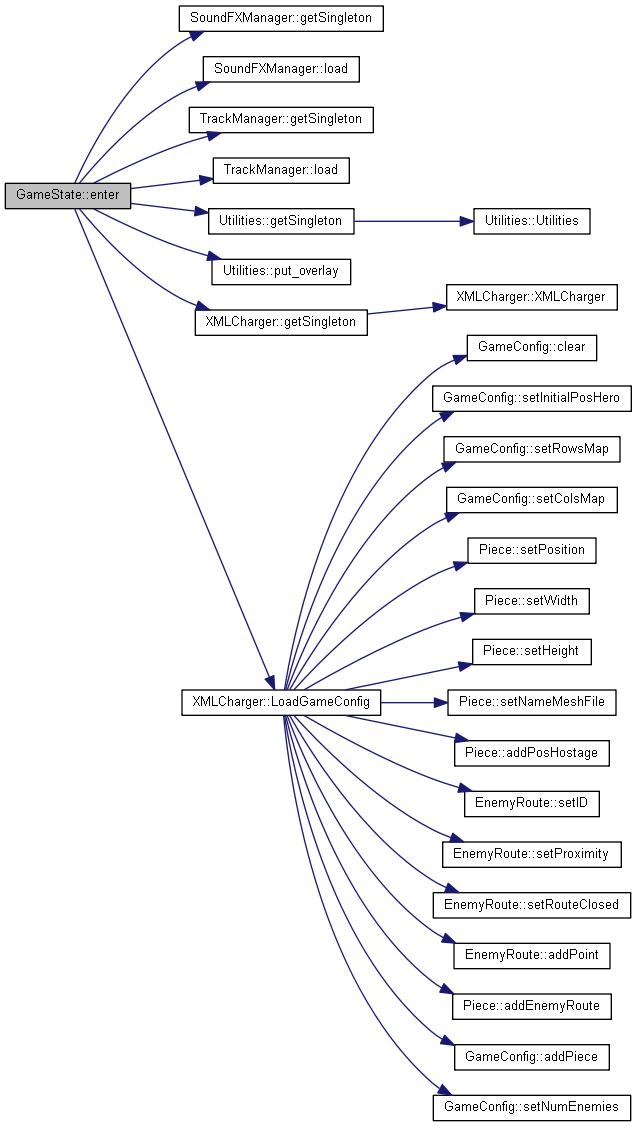 SoundFXManager::getSingleton
SoundFXManager::load
TrackManager::getSingleton
TrackManager::load
GameState::enter
Utilities::getSingleton
Utilities::Utilities
Utilities::put_overlay
XMLCharger::XMLCharger
XMLCharger::getSingleton
GameConfig::clear
GameConfig::setInitialPosHero
GameConfig::setRowsMap
GameConfig::setColsMap
Piece::setPosition
Piece::setWidth
Piece::setHeight
XMLCharger::LoadGameConfig
Piece::setNameMeshFile
Piece::addPosHostage
EnemyRoute::setID
EnemyRoute::setProximity
EnemyRoute::setRouteClosed
EnemyRoute::addPoint
Piece::addEnemyRoute
GameConfig::addPiece
GameConfig::setNumEnemies